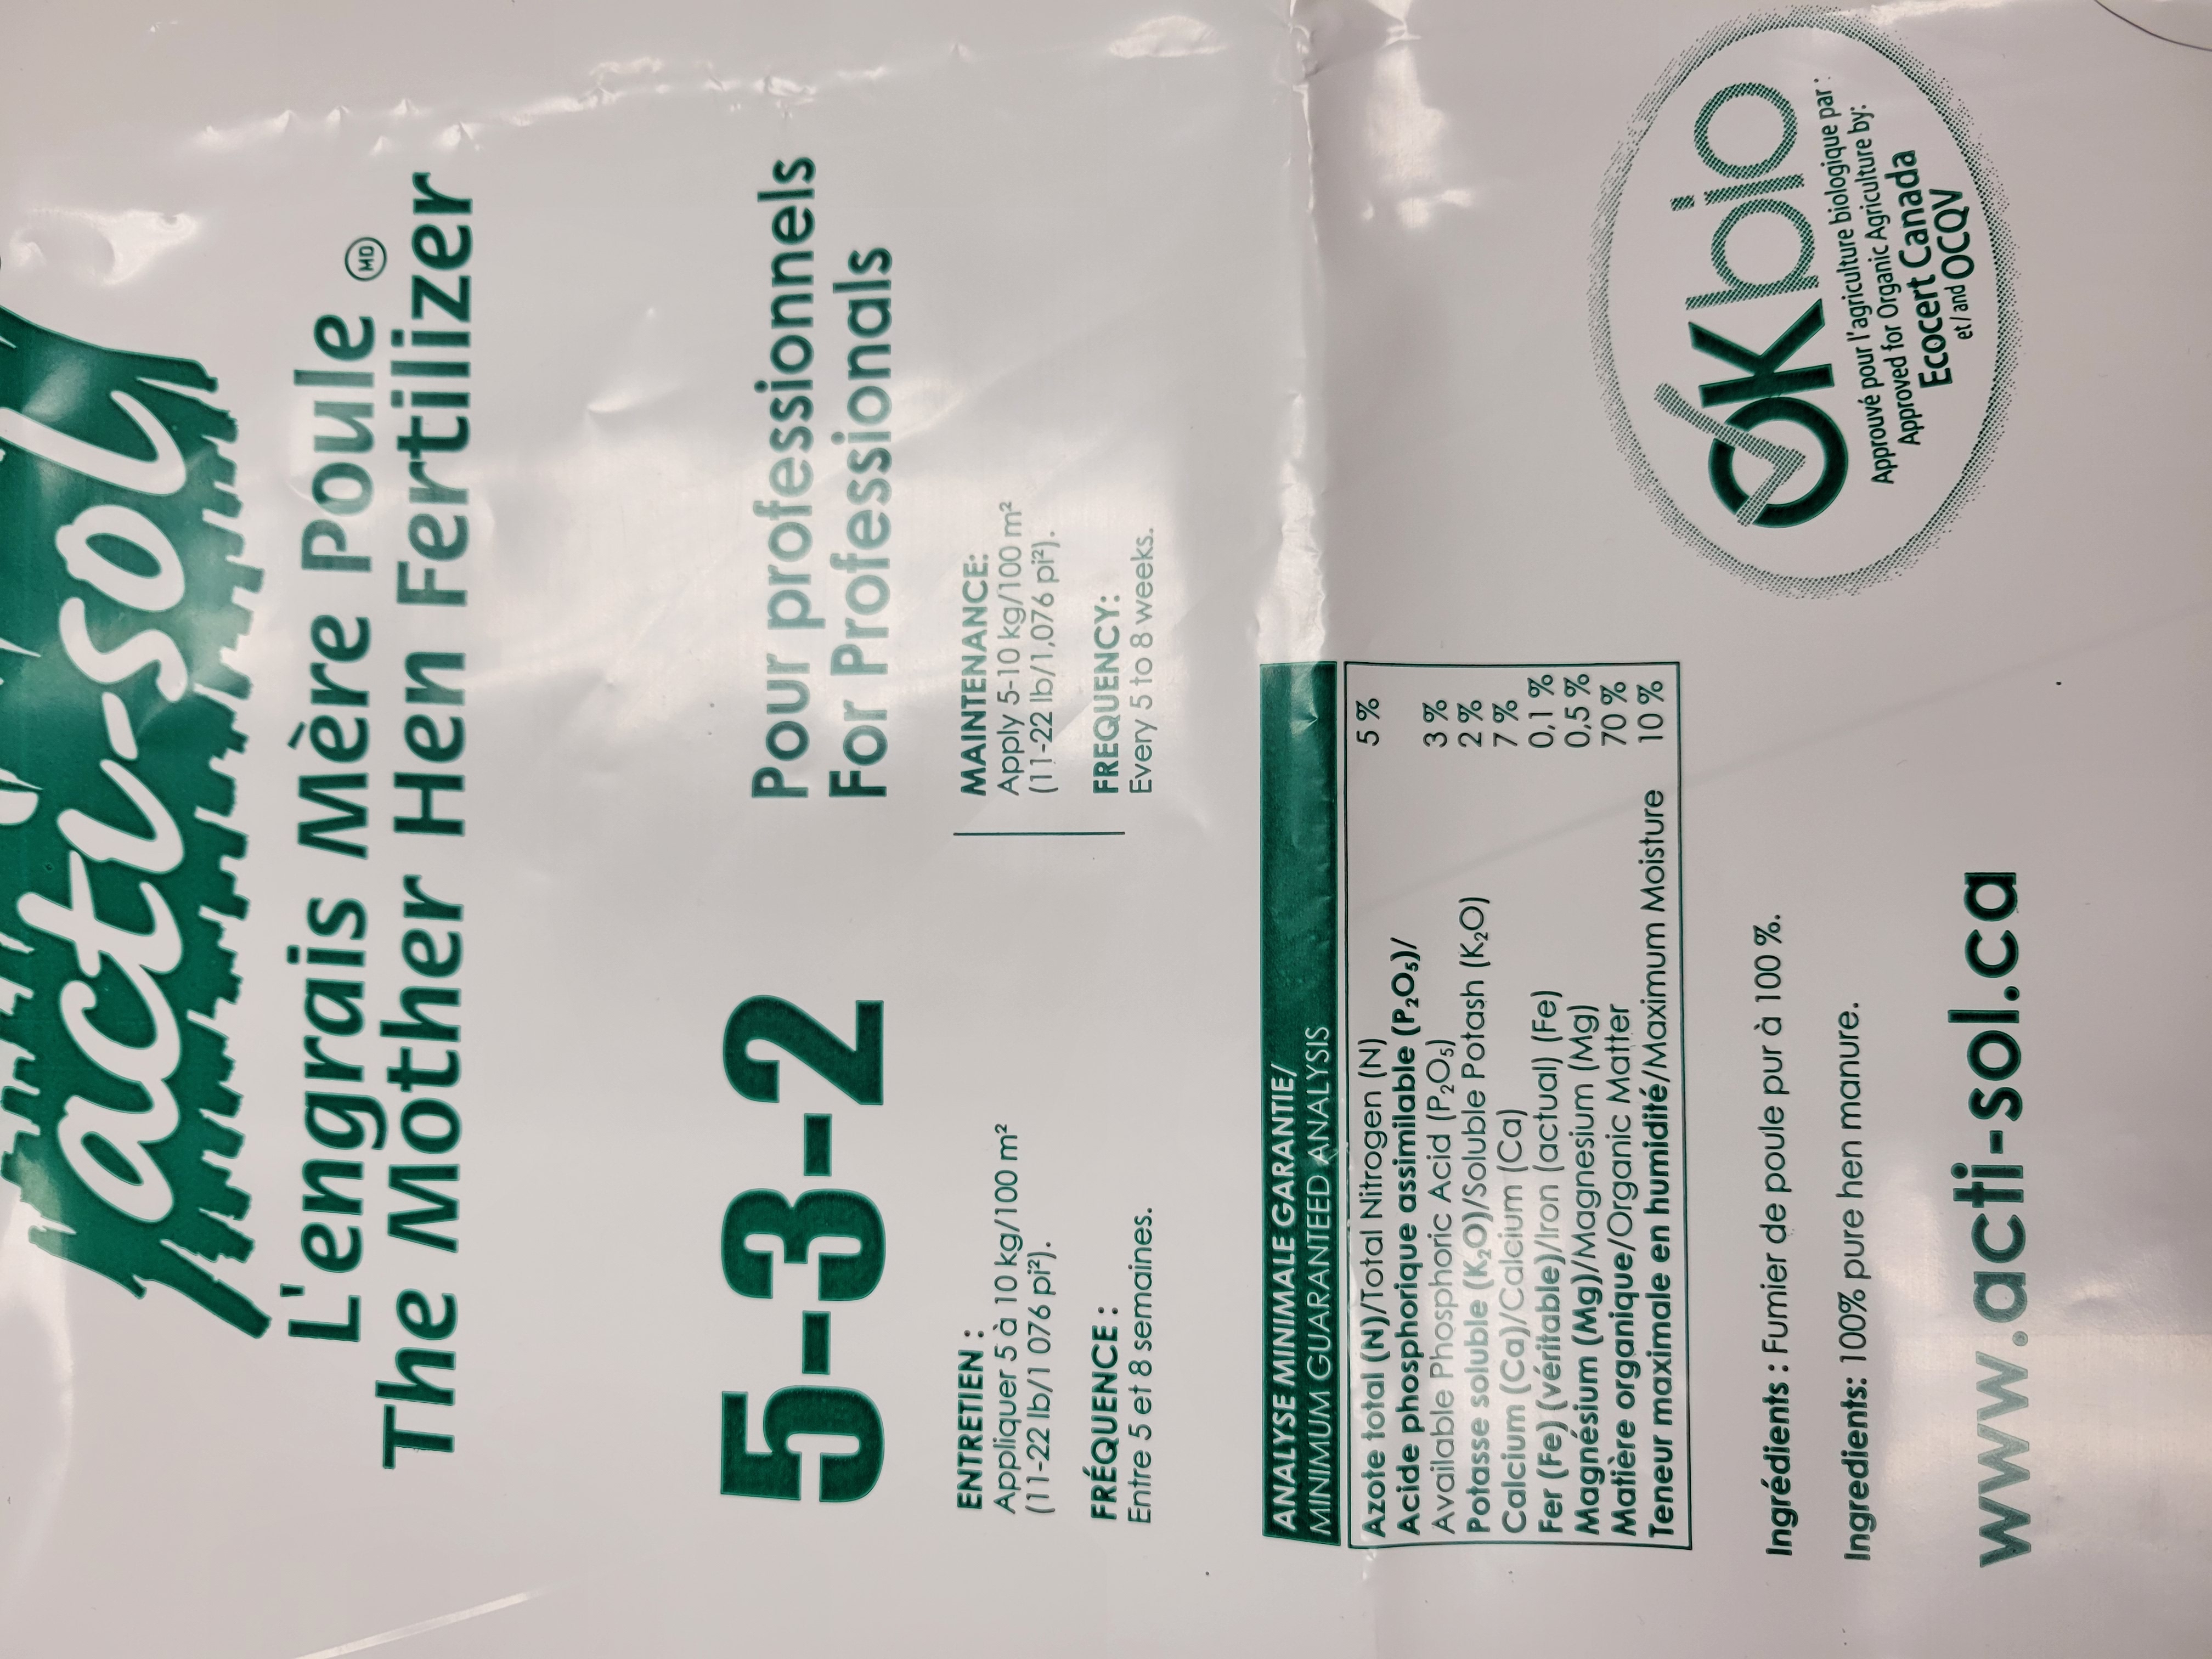 acti-sol
L'engrais Mère Poule MD
The Mother Hen Fertilizer
5-3-2
Pour professionnels
For Professionals
ENTRETIEN :
Appliquer 5 à 10 kg/100 m²
(11-22 lb/1 076 pi²).
FRÉQUENCE :
Entre 5 et 8 semaines.
MAINTENANCE:
Apply 5-10 kg/100 m²
(11-22 lb/1,076 pi²).
FREQUENCY:
Every 5 to 8 weeks.
ANALYSE MINIMALE GARANTIE/
MINIMUM GUARANTEED ANALYSIS
Azote total (N)/Total Nitrogen (N) 5 %
Acide phosphorique assimilable (P₂O₅)/
Available Phosphoric Acid (P₂O₅) 3 %
Potasse soluble (K₂O)/Soluble Potash (K₂O) 2 %
Calcium (Ca)/Calcium (Ca) 7 %
Fer (Fe) (véritable)/Iron (actual) (Fe) 0,1 %
Magnésium (Mg)/Magnesium (Mg) 0,5 %
Matière organique/Organic Matter 70 %
Teneur maximale en humidité/Maximum Moisture 10 %
Ingrédients : Fumier de poule pur à 100 %.
Ingredients: 100% pure hen manure.
www.acti-sol.ca
OKbio
Approuvé pour l'agriculture biologique par :
Approved for Organic Agriculture by:
Ecocert Canada
et / and OCQV